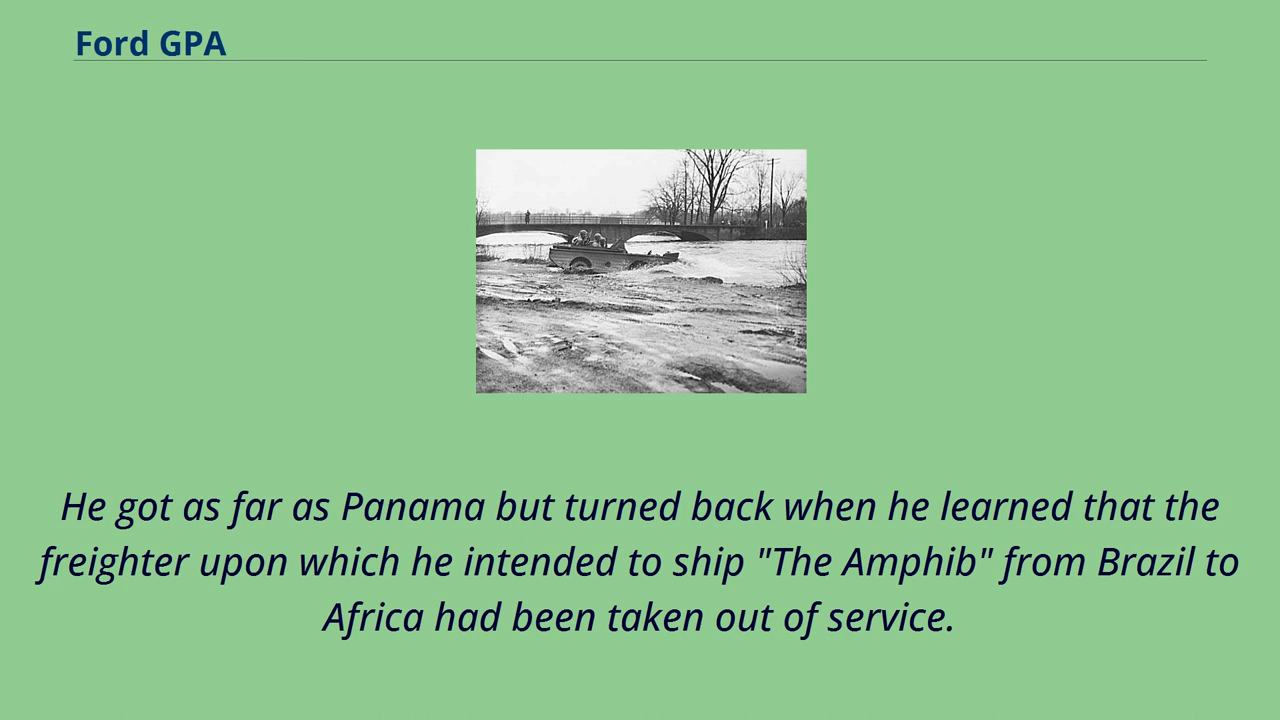 Ford GPA
He got as far as Panama but turned back when he learned that the
freighter upon which he intended to ship "The Amphib" from Brazil to
Africa had been taken out of service.